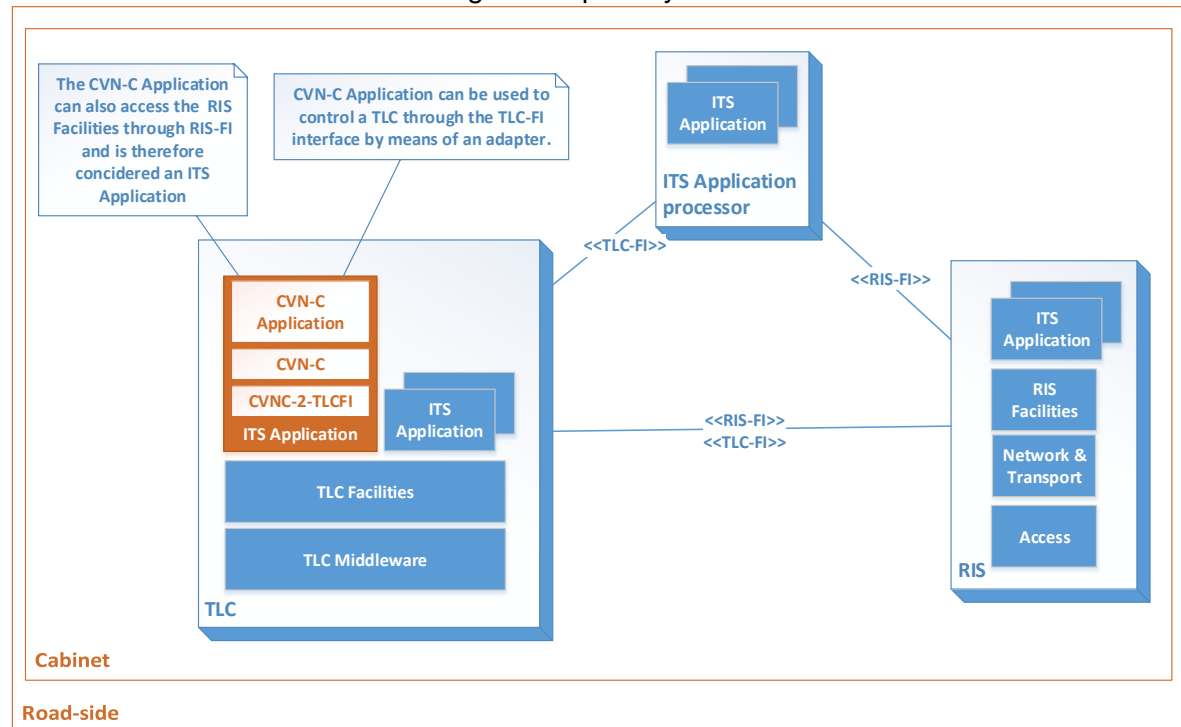 The CVN-C Application
can also access the RIS
Facilities through RIS-FI
and is therefore
concidered an ITS
Application
CVN-C Application can be used to
control a TLC through the TLC-FI
interface by means of an adapter.
ITS
Application
ITS Application
processor
<<TLC-FI>>
<<RIS-FI>>
CVN-C
Application
CVN-C
CVNC-2-TLCFI
ITS Application
ITS
Application
TLC Facilities
TLC Middleware
TLC
<<RIS-FI>>
<<TLC-FI>>
ITS
Application
RIS
Facilities
Network &
Transport
Access
RIS
Cabinet
Road-side